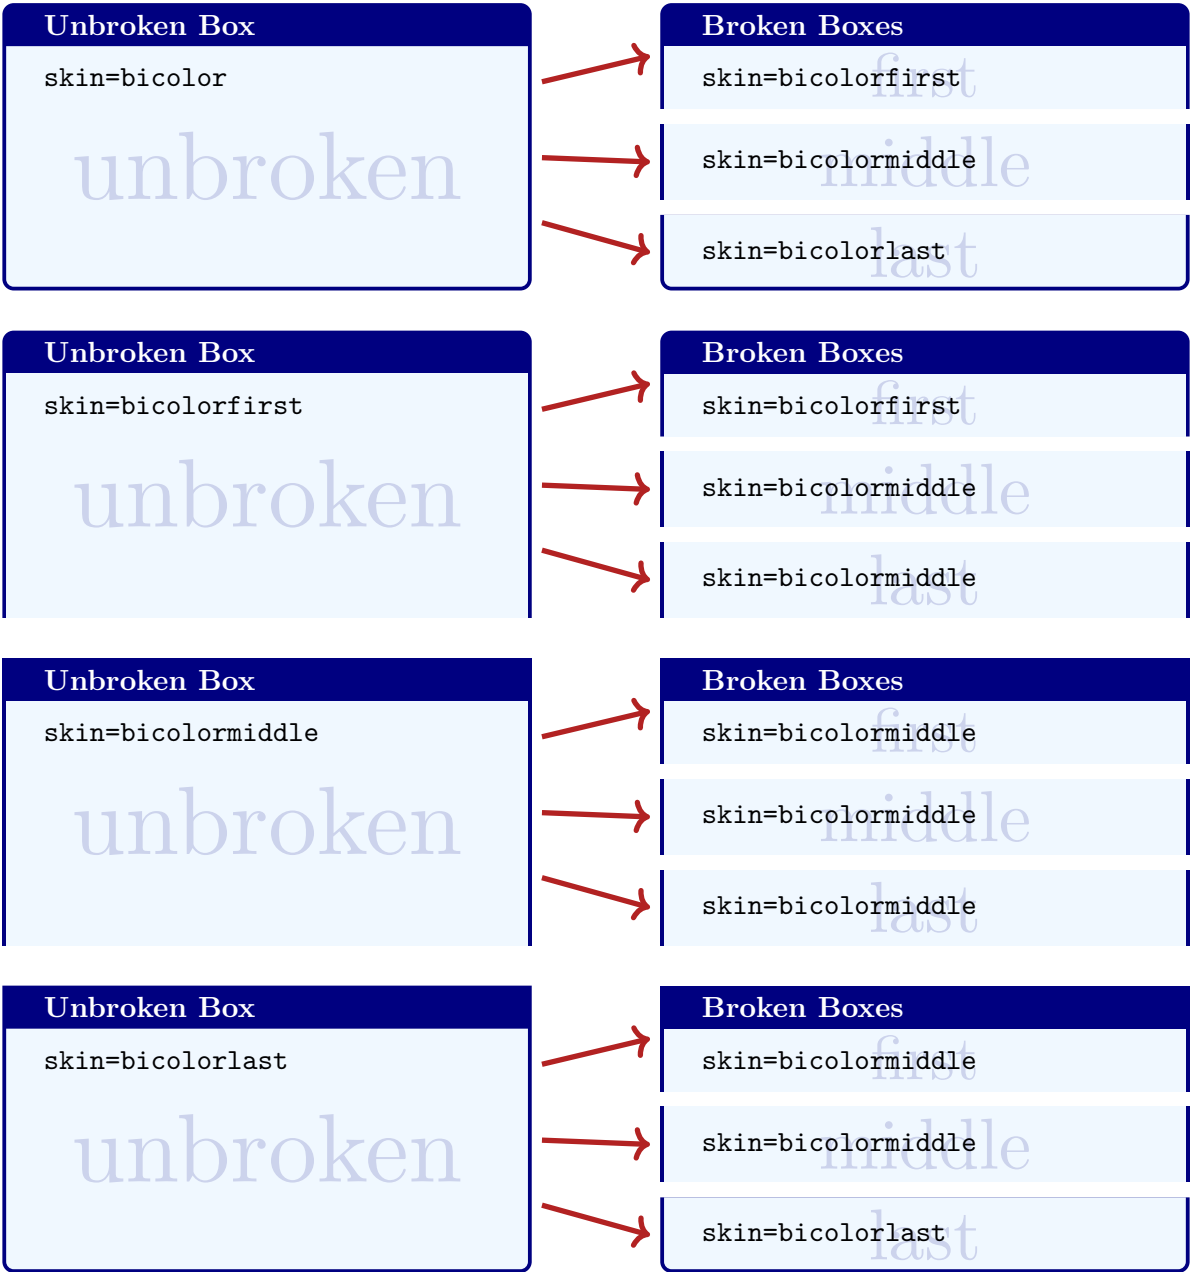 Unbroken Box
skin=bicolor
unbroken
Broken Boxes
first
skin=bicolorfirst
middle
skin=bicolormiddle
last
skin=bicolorlast
Unbroken Box
skin=bicolorfirst
unbroken
Broken Boxes
first
skin=bicolorfirst
middle
skin=bicolormiddle
last
skin=bicolormiddle
Unbroken Box
skin=bicolormiddle
unbroken
Broken Boxes
first
skin=bicolormiddle
middle
skin=bicolormiddle
last
skin=bicolormiddle
Unbroken Box
skin=bicolorlast
unbroken
Broken Boxes
first
skin=bicolormiddle
middle
skin=bicolormiddle
last
skin=bicolorlast